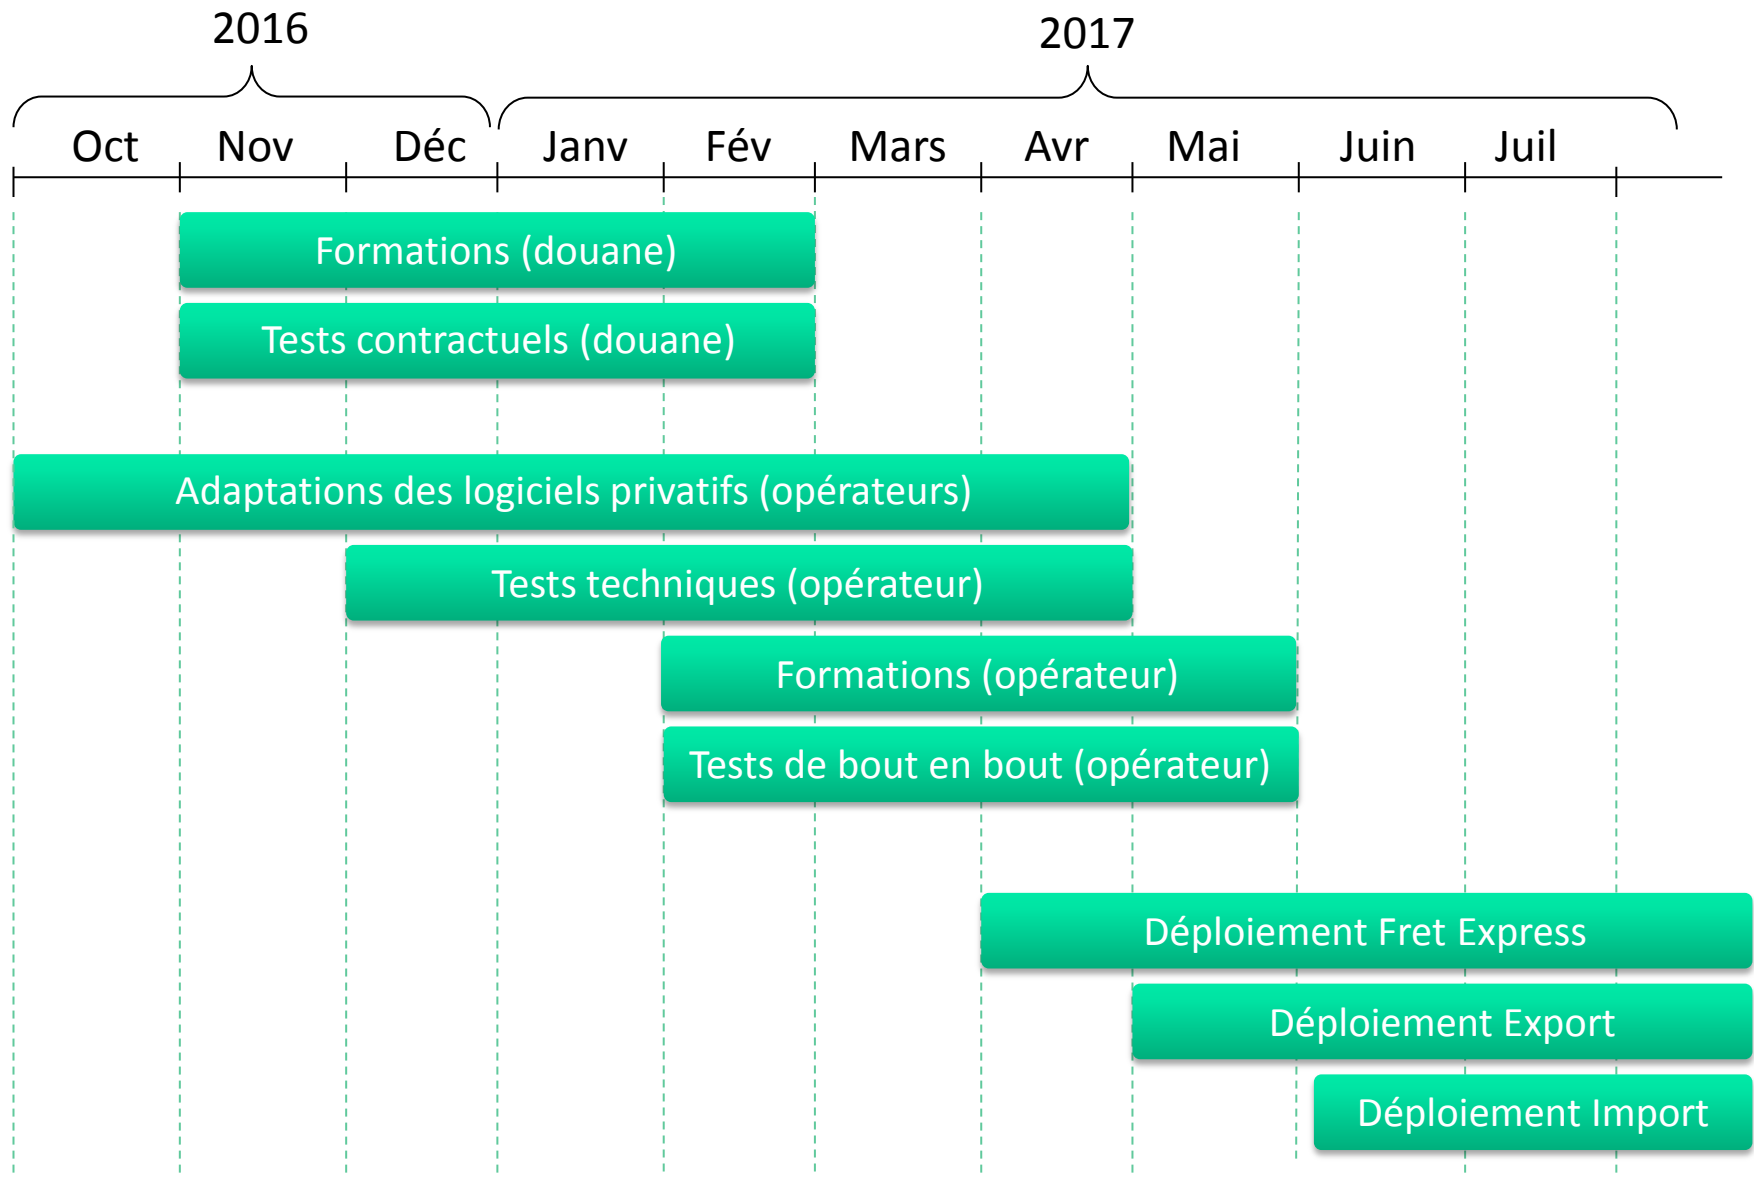 2016
2017
Oct Nov Déc Janv Fév Mars Avr Mai Juin Juil
Formations (douane)
Tests contractuels (douane)
Adaptations des logiciels privatifs (opérateurs)
Tests techniques (opérateur)
Formations (opérateur)
Tests de bout en bout (opérateur)
Déploiement Fret Express
Déploiement Export
Déploiement Import